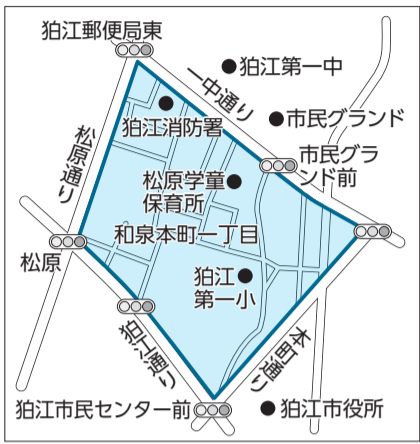 狛江郵便局東
狛江第一中
一中通り
狛江消防署
市民グランド
松原通り
市民グラ
ンド前
松原学童
保育所
和泉本町一丁目
松原
狛江
第一小
狛江通り
本町通り
狛江市民センター前
狛江市役所